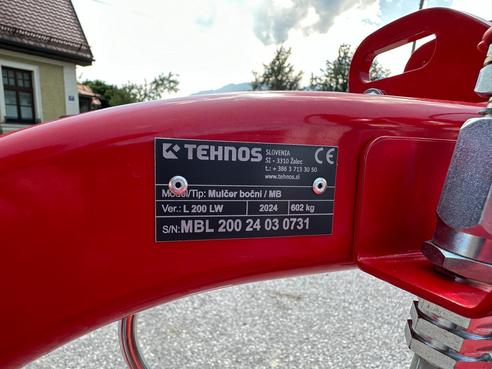 TEHNOS
SLOVENIA
SI - 3310 Žalec
t.: + 386 3 713 30 50
www.tehnos.si
CE
Model/Tip: Mulčer bočni / MB
Ver.: L 200 LW 2024 602 kg
S/N: MBL 200 24 03 0731